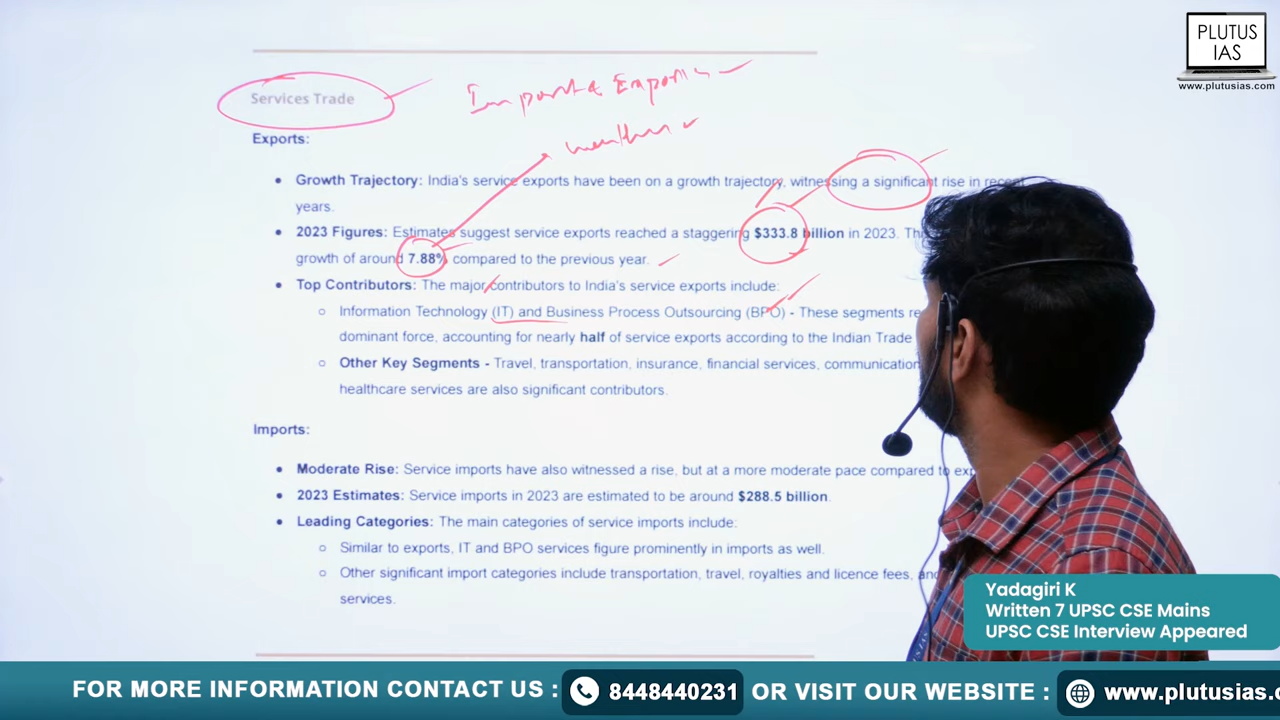 PLUTUS
IAS
www.plutusias.com
Services Trade
Import & Exports
Exports:
• Growth Trajectory: India's service exports have been on a growth trajectory, witnessing a significant rise in recent
years.
• 2023 Figures: Estimates suggest service exports reached a staggering $333.8 billion in 2023.
growth of around 7.88% compared to the previous year.
• Top Contributors: The major contributors to India's service exports include:
○ Information Technology (IT) and Business Process Outsourcing (BPO) - These segments
dominant force, accounting for nearly half of service exports according to the Indian Trade
○ Other Key Segments - Travel, transportation, insurance, financial services, communication
healthcare services are also significant contributors.
Imports:
• Moderate Rise: Service imports have also witnessed a rise, but at a more moderate pace compared to
• 2023 Estimates: Service imports in 2023 are estimated to be around $288.5 billion.
• Leading Categories: The main categories of service imports include:
○ Similar to exports, IT and BPO services figure prominently in imports as well.
○ Other significant import categories include transportation, travel, royalties and licence fees,
services.
Yadagiri K
Written 7 UPSC CSE Mains
UPSC CSE Interview Appeared
FOR MORE INFORMATION CONTACT US : 8448440231 OR VISIT OUR WEBSITE : www.plutusias.c